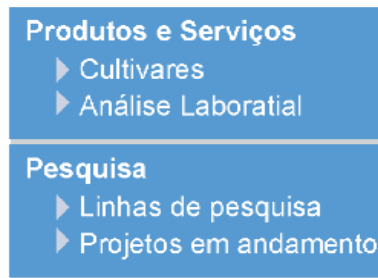 Produtos e Serviços
Cultivares
Análise Laboratial
Pesquisa
Linhas de pesquisa
Projetos em andamento